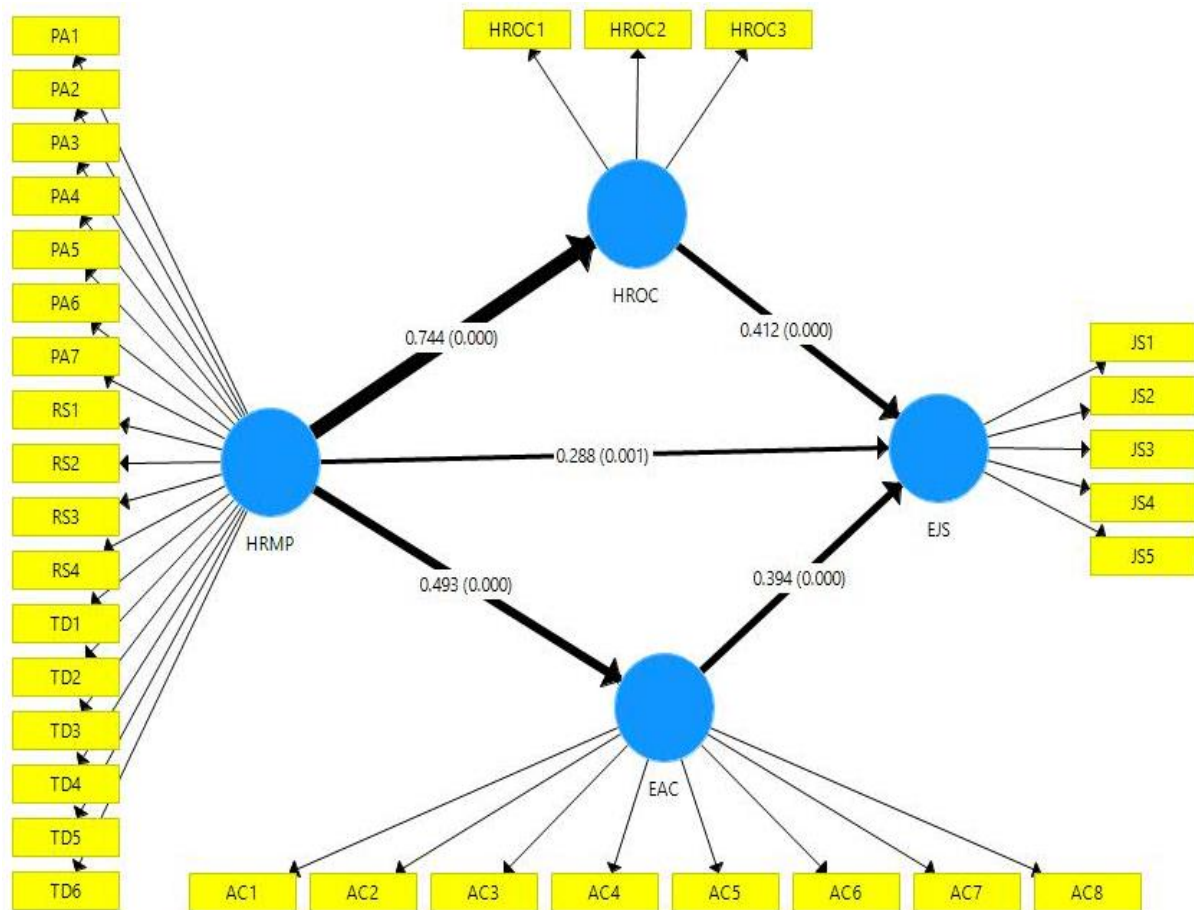 HROC1 HROC2 HROC3
PA1
PA2
PA3
PA4
PA5
PA6
PA7
RS1
RS2
RS3
RS4
TD1
TD2
TD3
TD4
TD5
TD6
HROC
0.744 (0.000)
0.412 (0.000)
HRMP
0.288 (0.001)
0.493 (0.000)
0.394 (0.000)
EJS
JS1
JS2
JS3
JS4
JS5
EAC
AC1 AC2 AC3 AC4 AC5 AC6 AC7 AC8